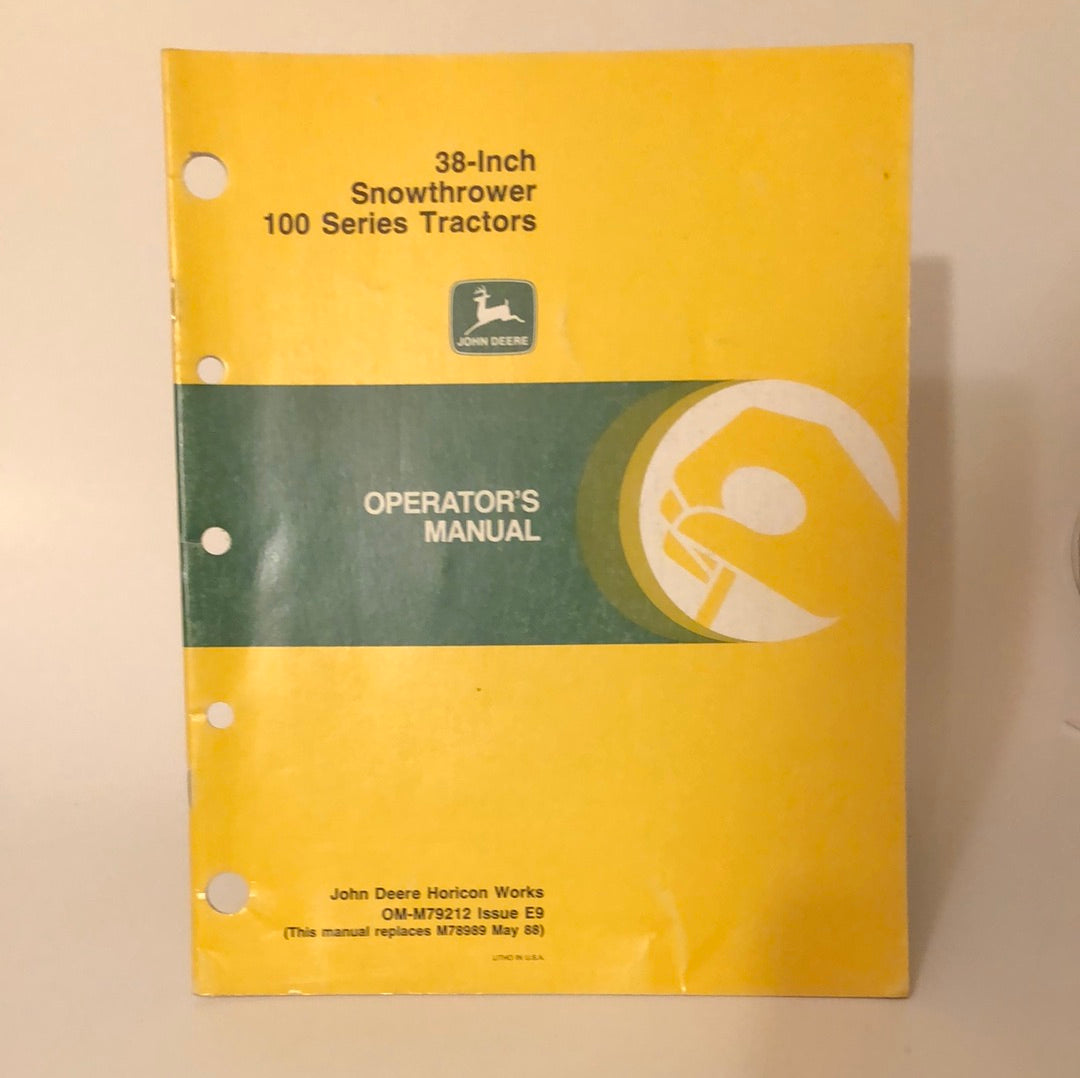 38-Inch
Snowthrower
100 Series Tractors
JOHN DEERE
OPERATOR'S
MANUAL
John Deere Horicon Works
OM-M79212 Issue E9
(This manual replaces M78989 May 88)
LITHO IN U.S.A.